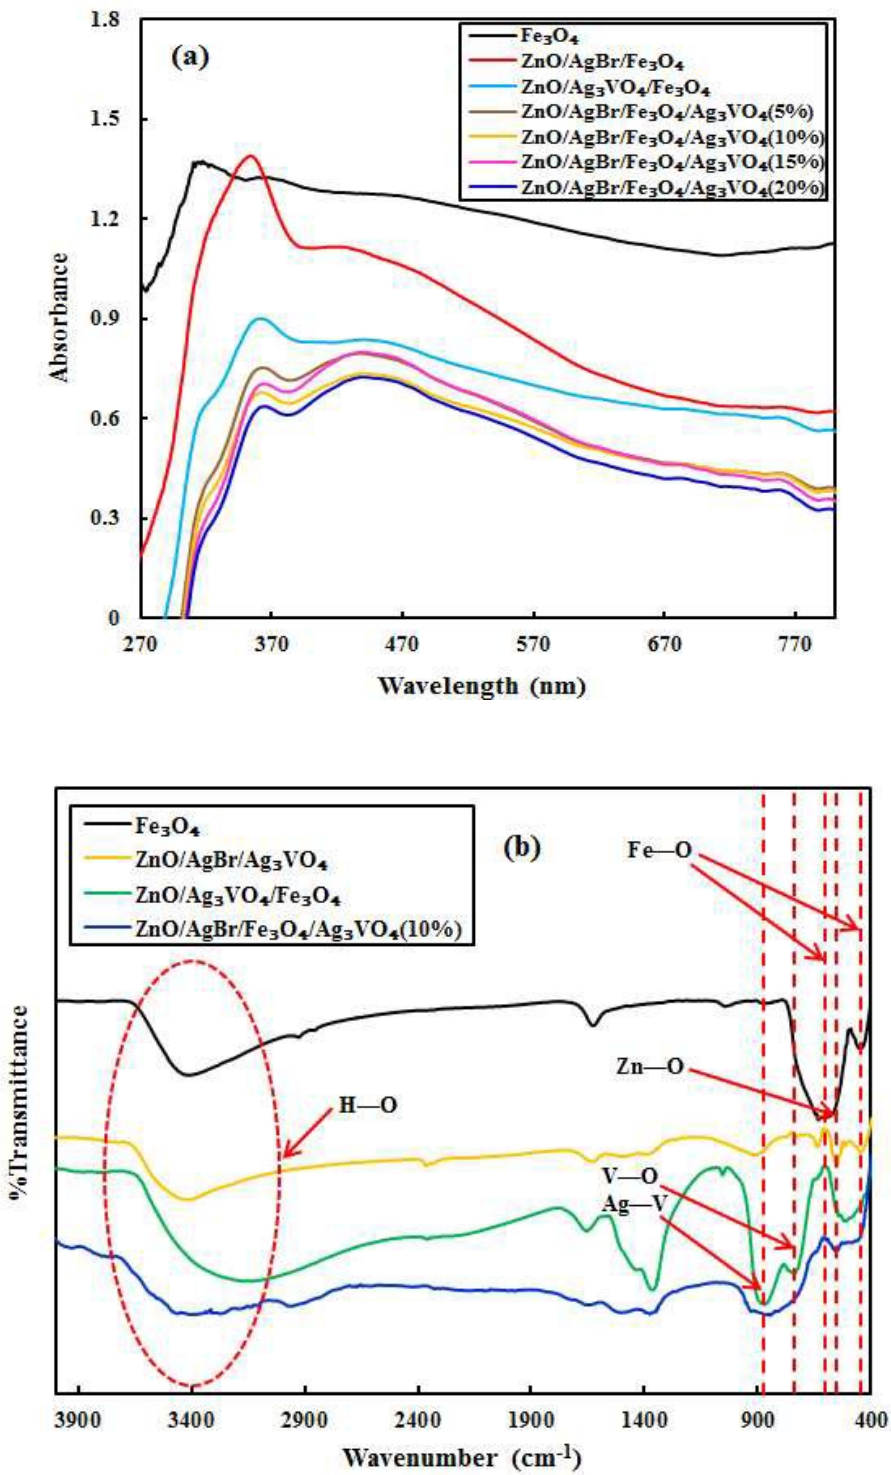 1.8
(a)
Fe₃O₄
ZnO/AgBr/Fe₃O₄
ZnO/Ag₃VO₄/Fe₃O₄
ZnO/AgBr/Fe₃O₄/Ag₃VO₄(5%)
ZnO/AgBr/Fe₃O₄/Ag₃VO₄(10%)
ZnO/AgBr/Fe₃O₄/Ag₃VO₄(15%)
ZnO/AgBr/Fe₃O₄/Ag₃VO₄(20%)
1.5
1.2
0.9
0.6
0.3
0
Absorbance
270 370 470 570 670 770
Wavelength (nm)
(b)
Fe₃O₄
ZnO/AgBr/Ag₃VO₄
ZnO/Ag₃VO₄/Fe₃O₄
ZnO/AgBr/Fe₃O₄/Ag₃VO₄(10%)
Fe—O
Zn—O
H—O
V—O
Ag—V
%Transmittance
3900 3400 2900 2400 1900 1400 900 400
Wavenumber (cm⁻¹)